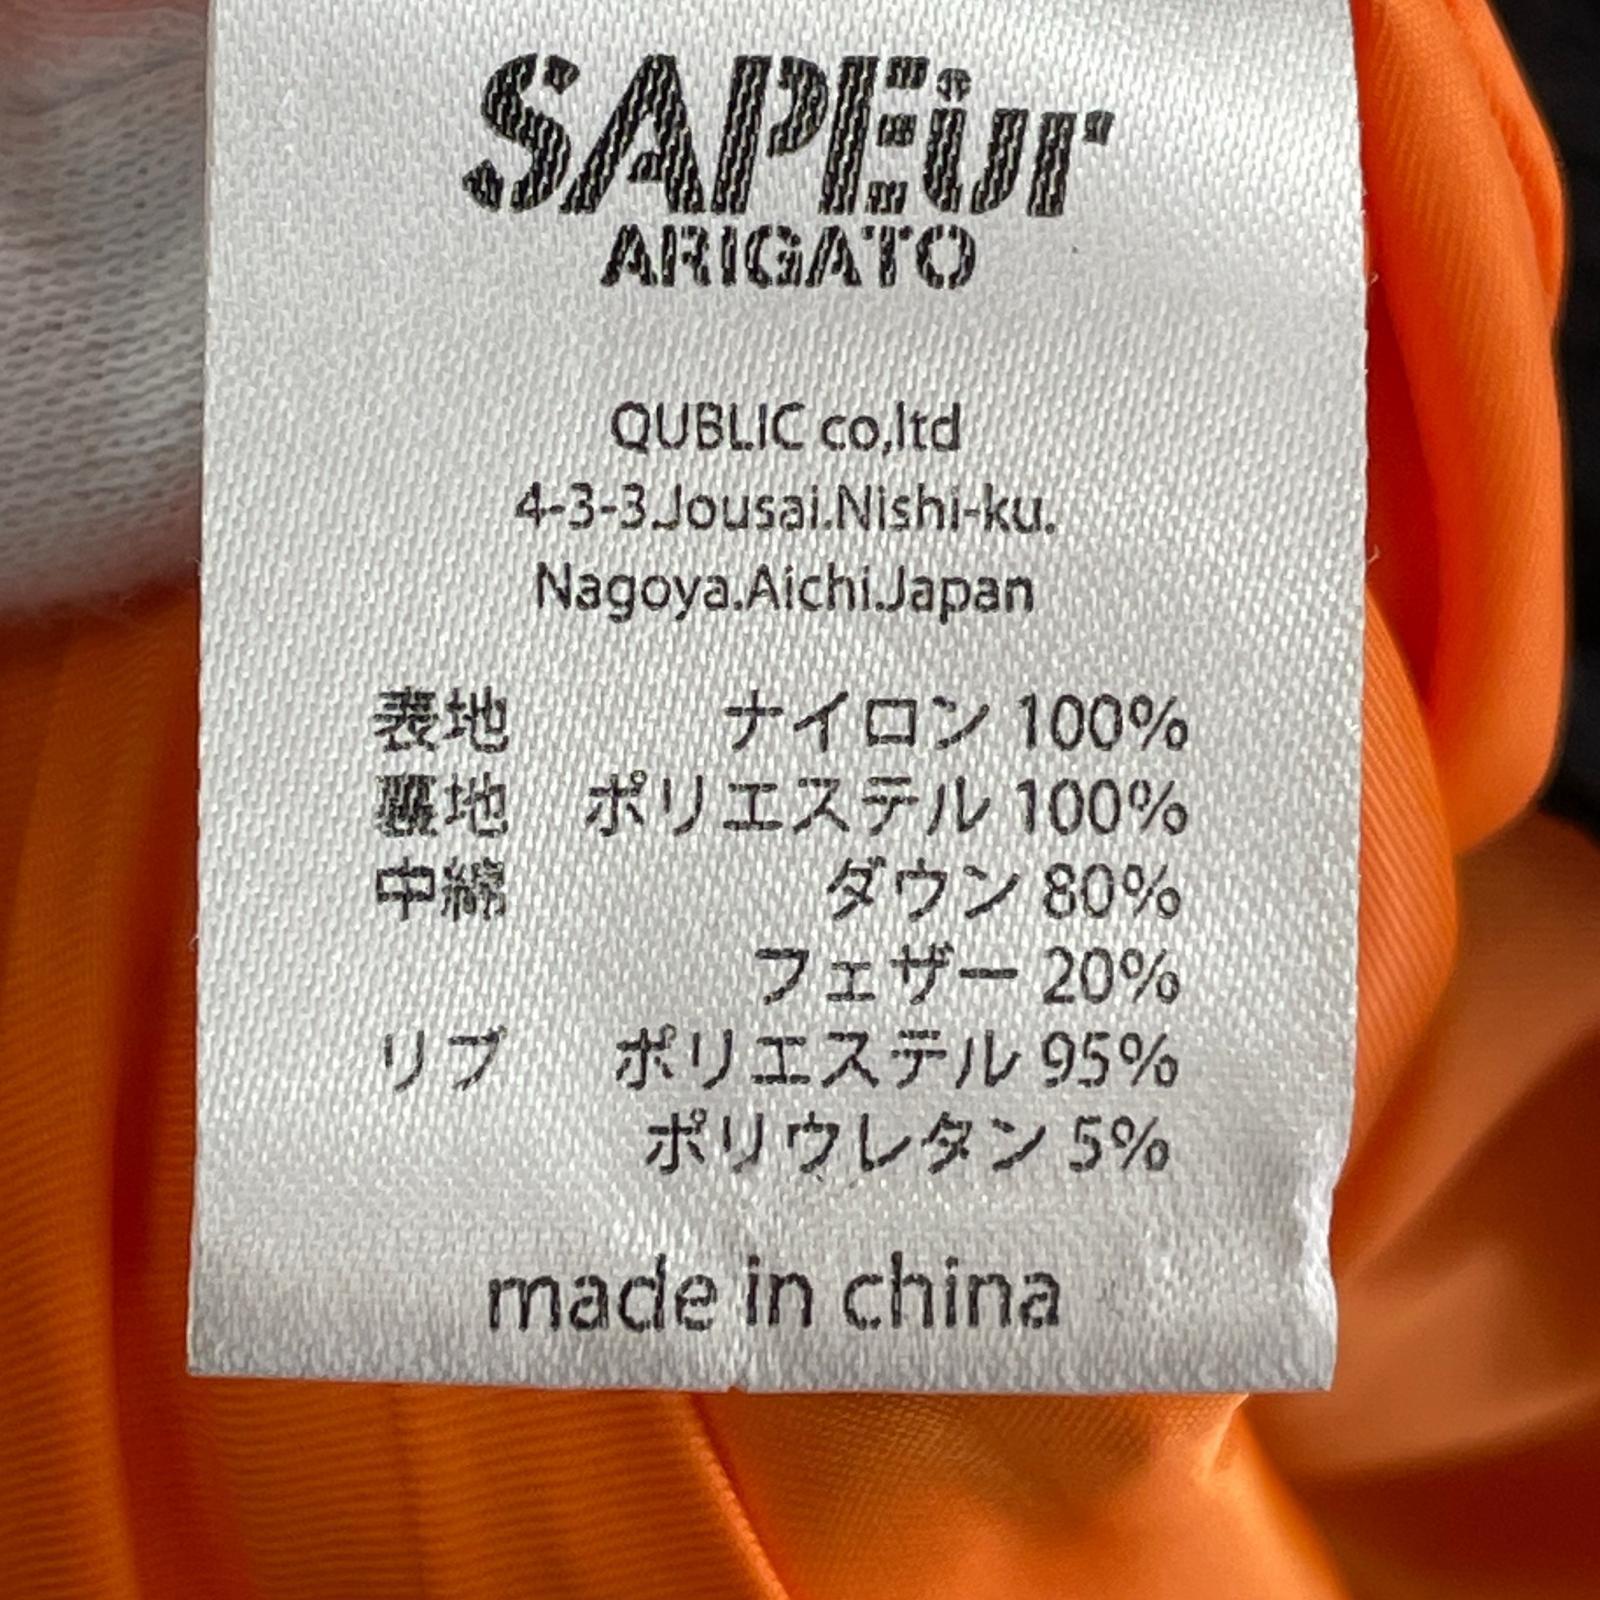 SAPEur
ARIGATO
QUBLIC co,ltd
4-3-3.Jousai.Nishi-ku.
Nagoya.Aichi.Japan
表地 ナイロン 100%
裏地 ポリエステル 100%
中綿 ダウン 80%
フェザー 20%
リブ ポリエステル 95%
ポリウレタン 5%
made in china